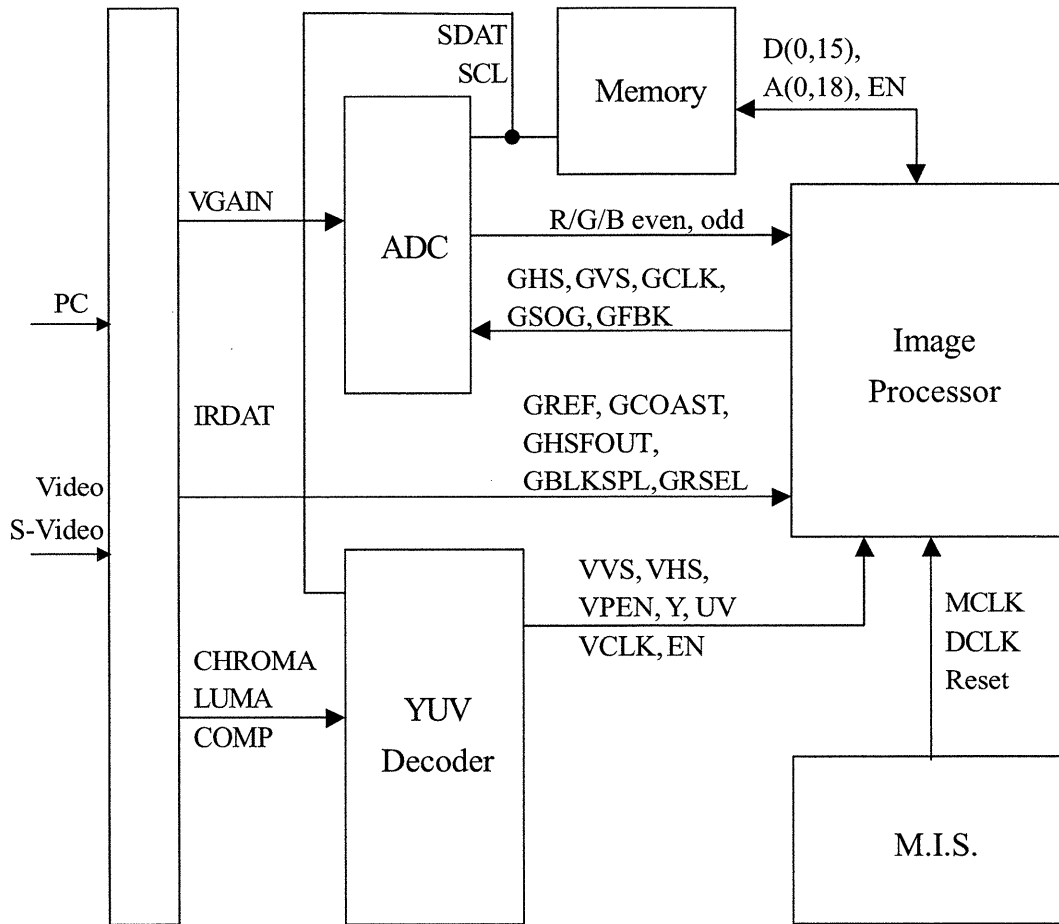 SDAT
SCL
Memory
D(0,15),
A(0,18), EN
VGAIN
ADC
R/G/B even, odd
GHS, GVS, GCLK,
GSOG, GFBK
PC
Image
Processor
IRDAT
GREF, GCOAST,
GHSFOUT,
GBLKSPL, GRSEL
Video
S-Video
VVS, VHS,
VPEN, Y, UV
VCLK, EN
MCLK
DCLK
Reset
CHROMA
LUMA
COMP
YUV
Decoder
M.I.S.